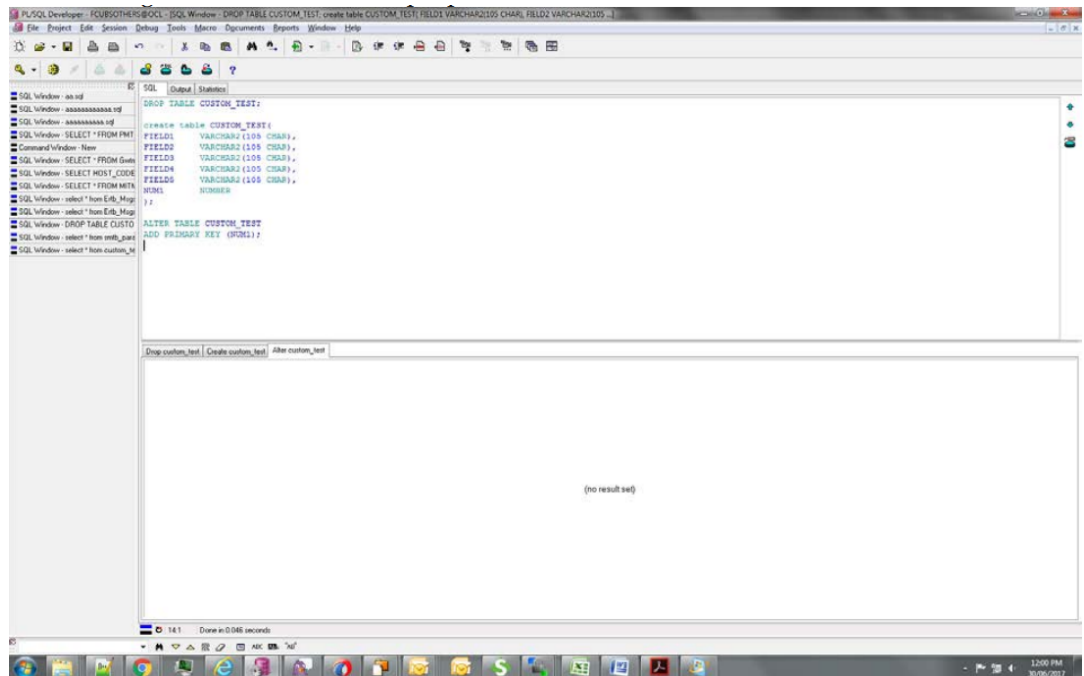 PL/SQL Developer - FCUBSOTHERS@OCL - [SQL Window - DROP TABLE CUSTOM_TEST; create table CUSTOM_TEST( FIELD1 VARCHAR2(105 CHAR), FIELD2 VARCHAR2(105 ...]
File Project Edit Session Debug Tools Macro Documents Reports Window Help
SQL Window - aa.sql
SQL Window - aaaaaaaaaaaa.sql
SQL Window - aaaaaaaaaa.sql
SQL Window - SELECT * FROM PMT
Command Window - New
SQL Window - SELECT * FROM Gwtm
SQL Window - SELECT HOST_CODE
SQL Window - SELECT * FROM MITM
SQL Window - select * from Ertb_Msgs
SQL Window - select * from Ertb_Msgs
SQL Window - DROP TABLE CUSTO
SQL Window - select * from smtb_para
SQL Window - select * from custom_te
SQL Output Statistics
DROP TABLE CUSTOM_TEST;
create table CUSTOM_TEST(
FIELD1 VARCHAR2(105 CHAR),
FIELD2 VARCHAR2(105 CHAR),
FIELD3 VARCHAR2(105 CHAR),
FIELD4 VARCHAR2(105 CHAR),
FIELD5 VARCHAR2(105 CHAR),
NUM1 NUMBER
);
ALTER TABLE CUSTOM_TEST
ADD PRIMARY KEY (NUM1);
Drop custom_test Create custom_test Alter custom_test
(no result set)
14:1 Done in 0.046 seconds
ABC
12:00 PM
30/06/2017